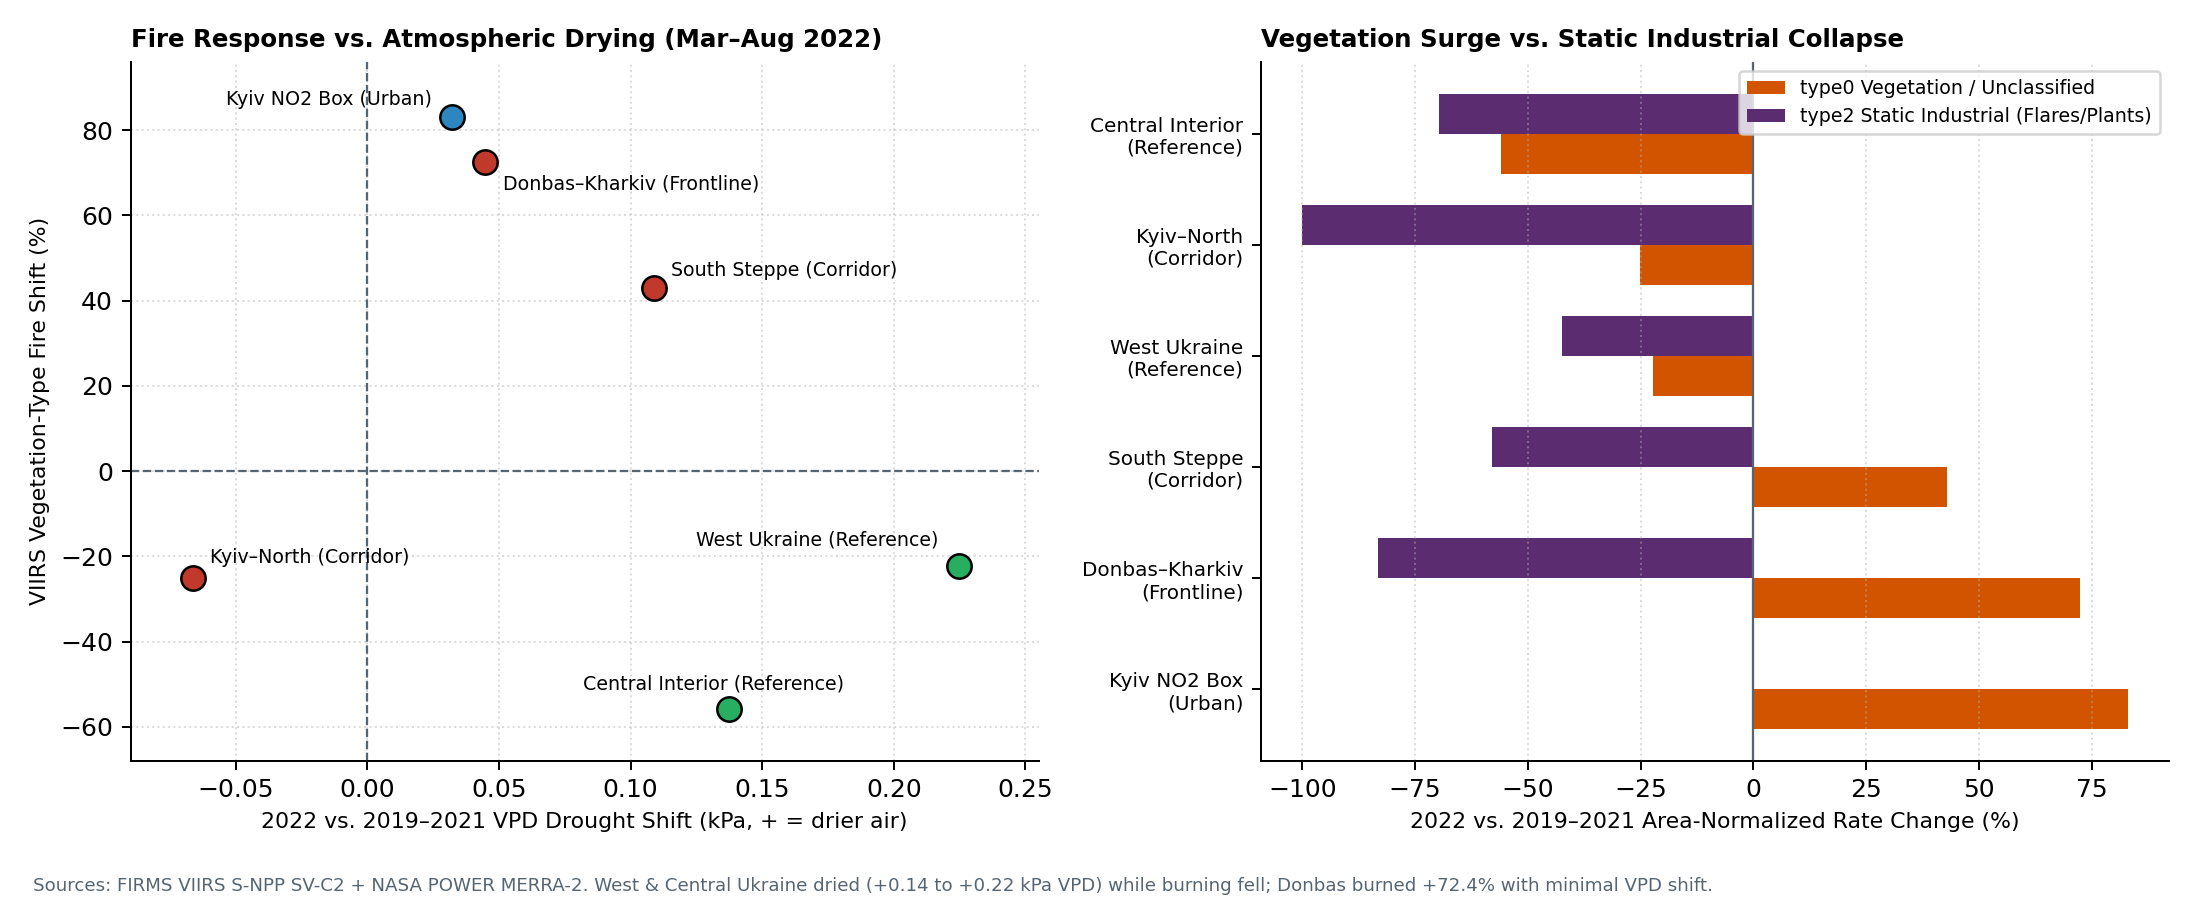 Fire Response vs. Atmospheric Drying (Mar–Aug 2022)
VIIRS Vegetation-Type Fire Shift (%)
80
60
40
20
0
−20
−40
−60
Kyiv NO2 Box (Urban)
Donbas–Kharkiv (Frontline)
South Steppe (Corridor)
West Ukraine (Reference)
Kyiv–North (Corridor)
Central Interior (Reference)
−0.05 0.00 0.05 0.10 0.15 0.20 0.25
2022 vs. 2019–2021 VPD Drought Shift (kPa, + = drier air)
Vegetation Surge vs. Static Industrial Collapse
type0 Vegetation / Unclassified
type2 Static Industrial (Flares/Plants)
Central Interior
(Reference)
Kyiv–North
(Corridor)
West Ukraine
(Reference)
South Steppe
(Corridor)
Donbas–Kharkiv
(Frontline)
Kyiv NO2 Box
(Urban)
−100 −75 −50 −25 0 25 50 75
2022 vs. 2019–2021 Area-Normalized Rate Change (%)
Sources: FIRMS VIIRS S-NPP SV-C2 + NASA POWER MERRA-2. West & Central Ukraine dried (+0.14 to +0.22 kPa VPD) while burning fell; Donbas burned +72.4% with minimal VPD shift.